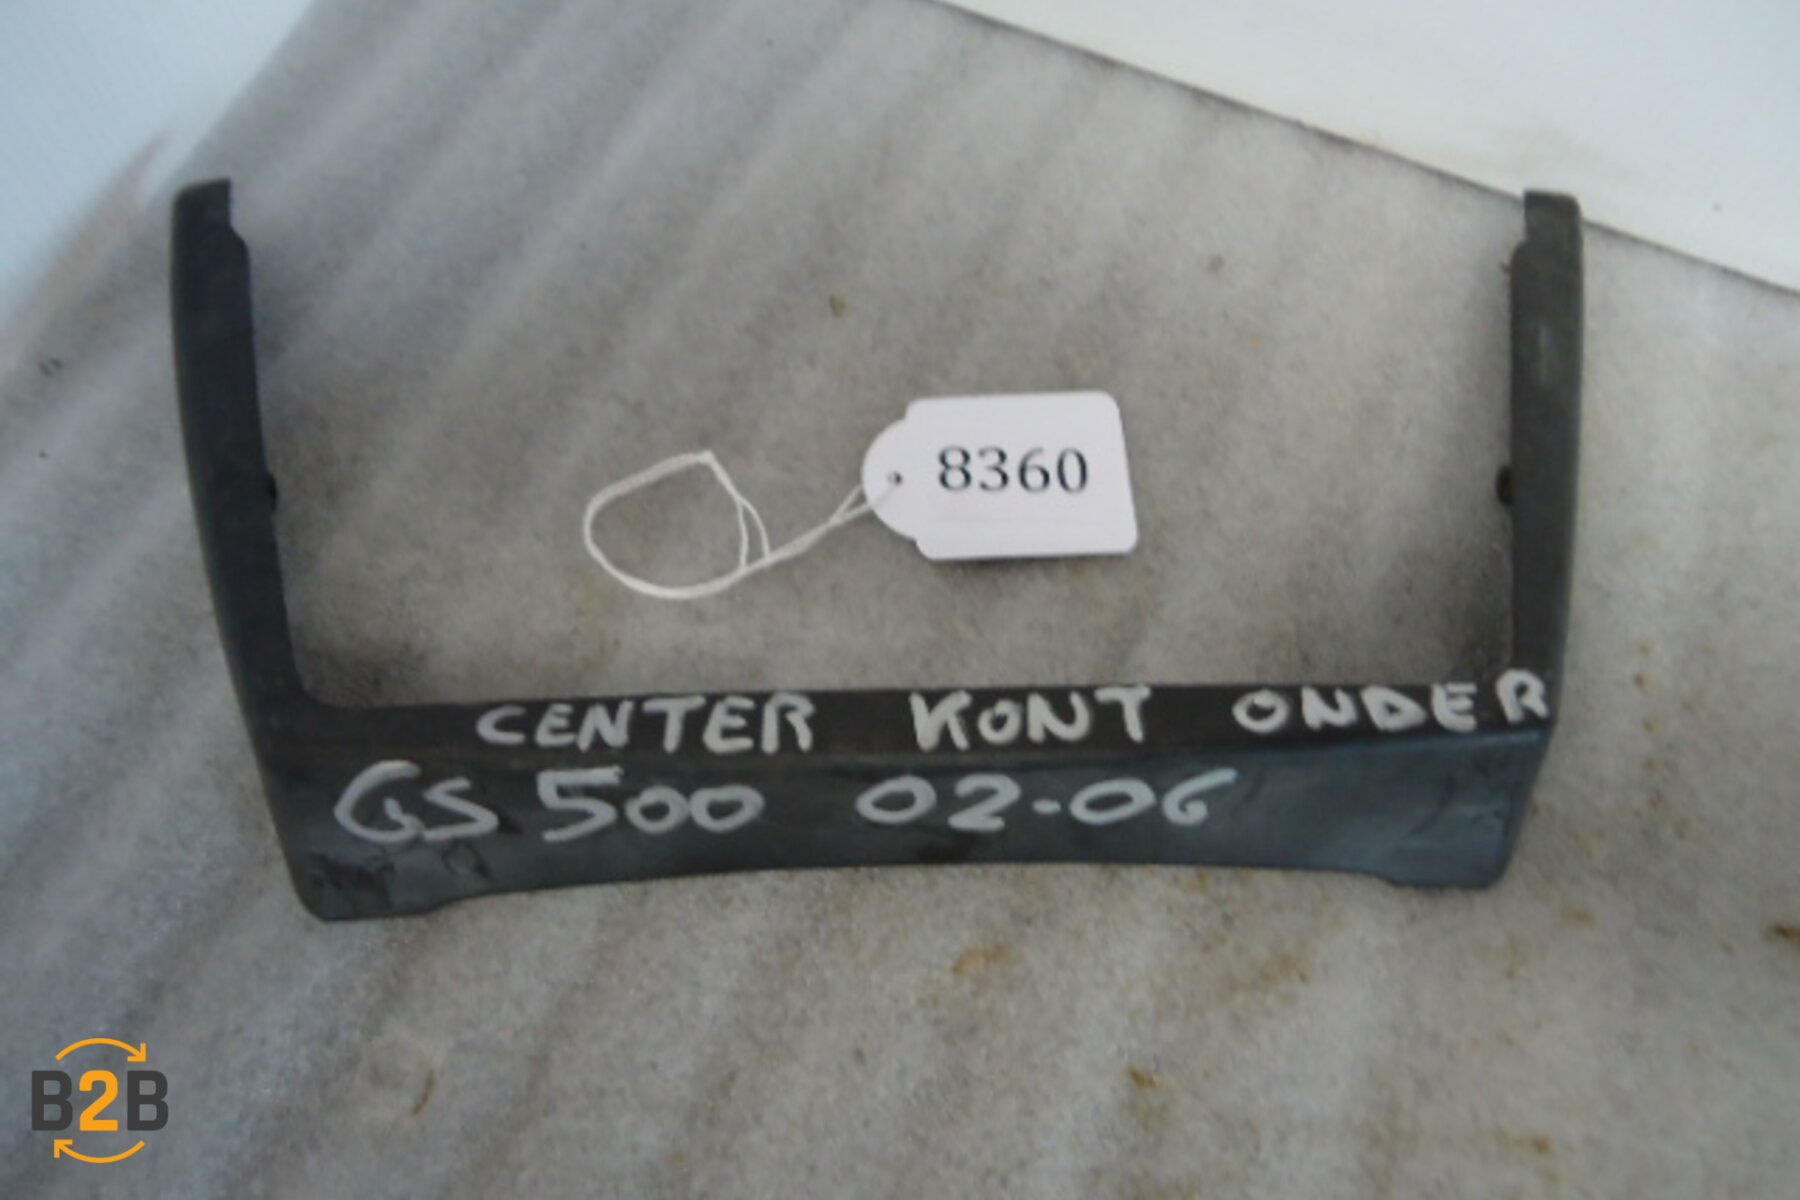 8360
CENTER KONT ONDER
GS 500 02-06
B2B